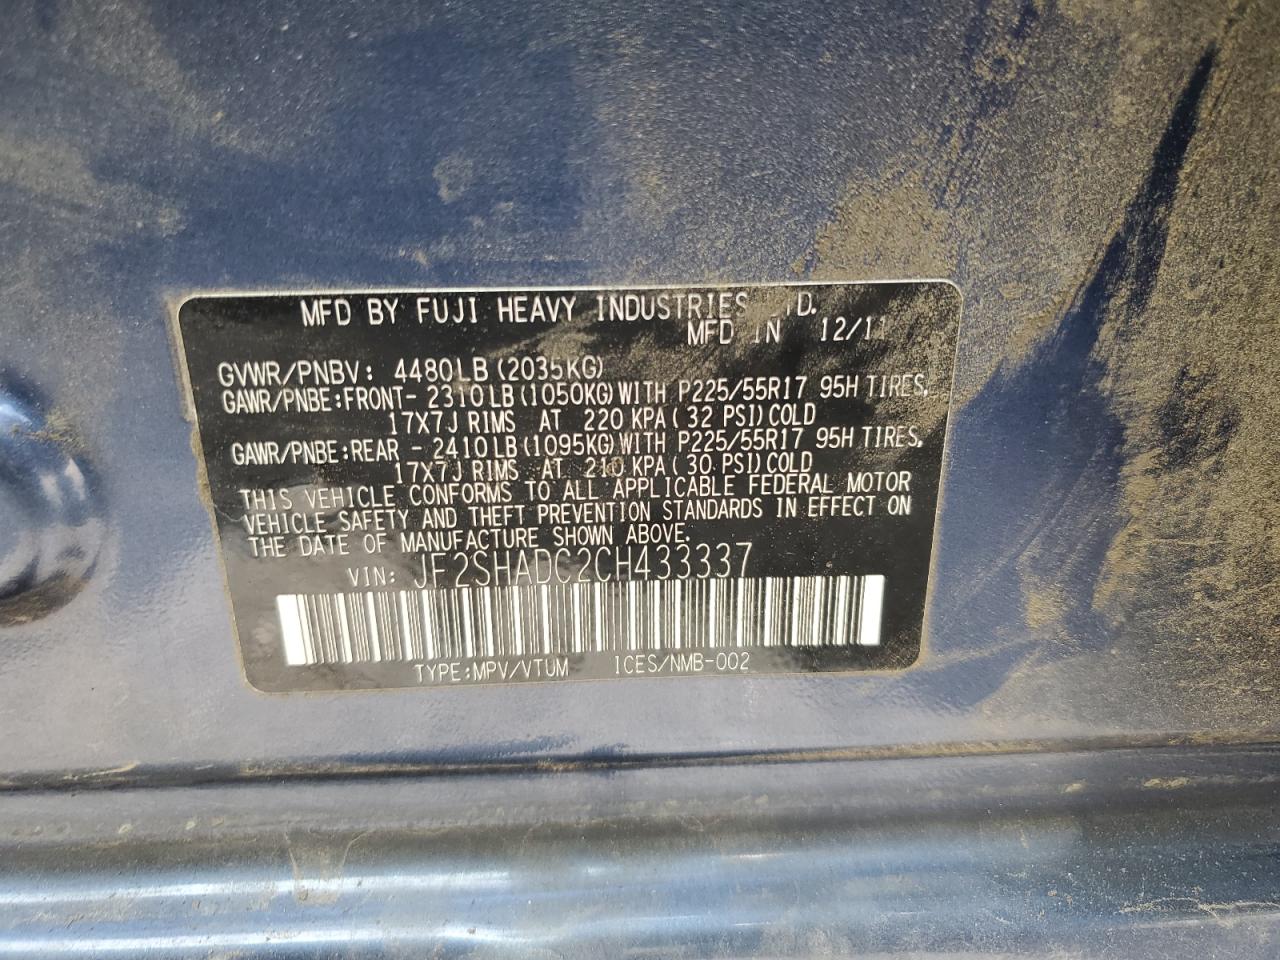 MFD BY FUJI HEAVY INDUSTRIES LTD.
MFD IN 12/11
GVWR/PNBV: 4480LB (2035KG)
GAWR/PNBE:FRONT- 2310LB (1050KG) WITH P225/55R17 95H TIRES,
17X7J RIMS AT 220 KPA ( 32 PSI) COLD
GAWR/PNBE:REAR - 2410LB (1095KG) WITH P225/55R17 95H TIRES,
17X7J RIMS AT 210 KPA ( 30 PSI) COLD
THIS VEHICLE CONFORMS TO ALL APPLICABLE FEDERAL MOTOR
VEHICLE SAFETY AND THEFT PREVENTION STANDARDS IN EFFECT ON
THE DATE OF MANUFACTURE SHOWN ABOVE.
VIN: JF2SHADC2CH433337
TYPE:MPV/VTUM ICES/NMB-002